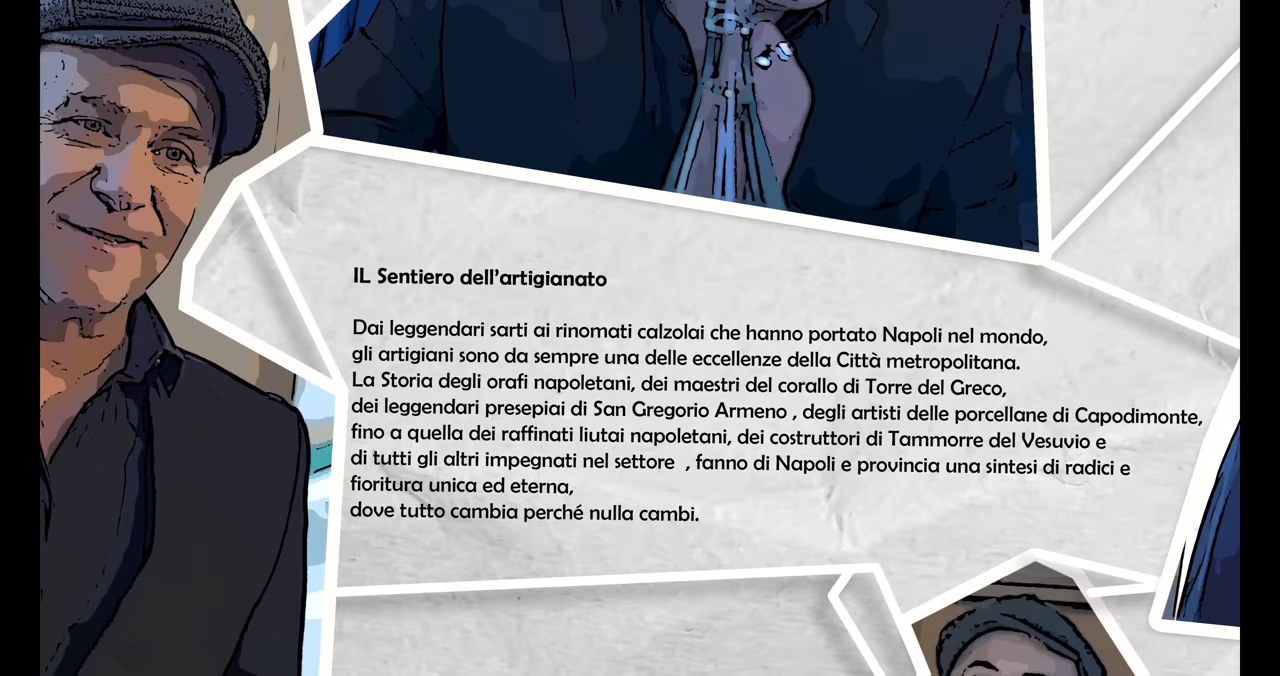 IL Sentiero dell'artigianato
Dai leggendari sarti ai rinomati calzolai che hanno portato Napoli nel mondo,
gli artigiani sono da sempre una delle eccellenze della Città metropolitana.
La Storia degli orafi napoletani, dei maestri del corallo di Torre del Greco,
dei leggendari presepiai di San Gregorio Armeno , degli artisti delle porcellane di Capodimonte,
fino a quella dei raffinati liutai napoletani, dei costruttori di Tammorre del Vesuvio e
di tutti gli altri impegnati nel settore , fanno di Napoli e provincia una sintesi di radici e
fioritura unica ed eterna,
dove tutto cambia perché nulla cambi.